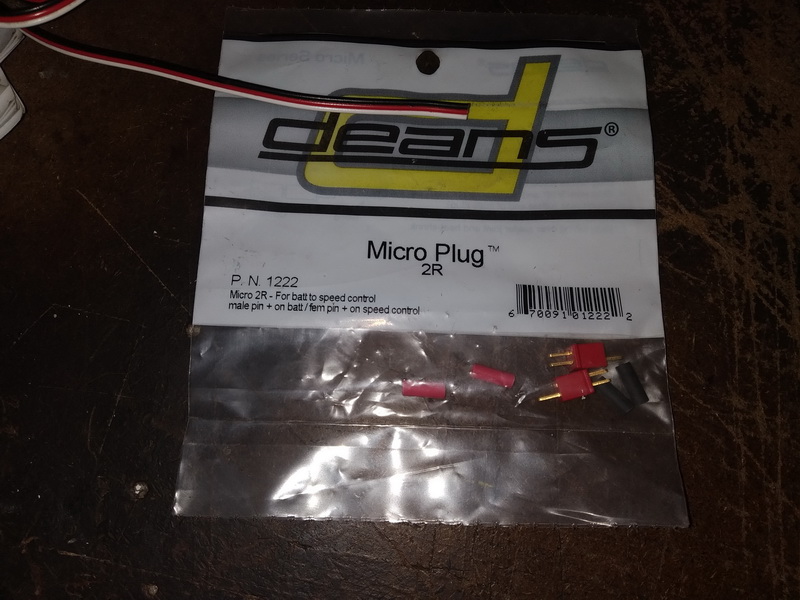 deans®
Micro Plug™
2R
P. N. 1222
Micro 2R - For batt to speed control
male pin + on batt / fem pin + on speed control
6 70091 01222 2